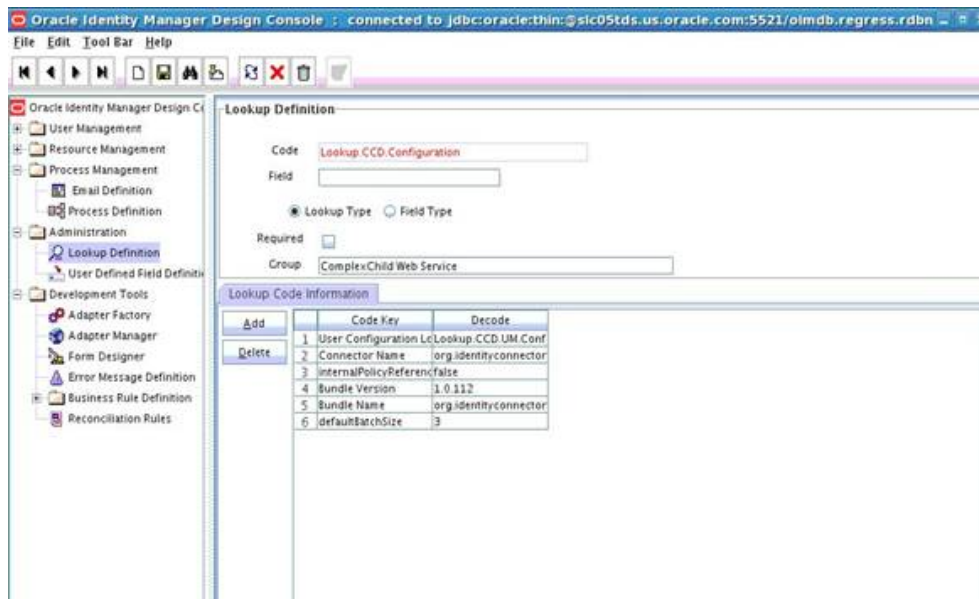 Oracle Identity Manager Design Console : connected to jdbc:oracle:thin:@slc05tds.us.oracle.com:5521/oimdb.regress.rdbn
File Edit Tool Bar Help
Oracle Identity Manager Design Co
User Management
Resource Management
Process Management
Email Definition
Process Definition
Administration
Lookup Definition
User Defined Field Definiti
Development Tools
Adapter Factory
Adapter Manager
Form Designer
Error Message Definition
Business Rule Definition
Reconciliation Rules
Lookup Definition
Code Lookup.CCD.Configuration
Field
Lookup Type Field Type
Required
Group ComplexChild Web Service
Lookup Code Information
Add
Delete
Code Key Decode
1 User Configuration Lo Lookup.CCD.UM.Conf
2 Connector Name org.identityconnector
3 internalPolicyReferenc false
4 Bundle Version 1.0.112
5 Bundle Name org.identityconnector
6 defaultBatchSize 3